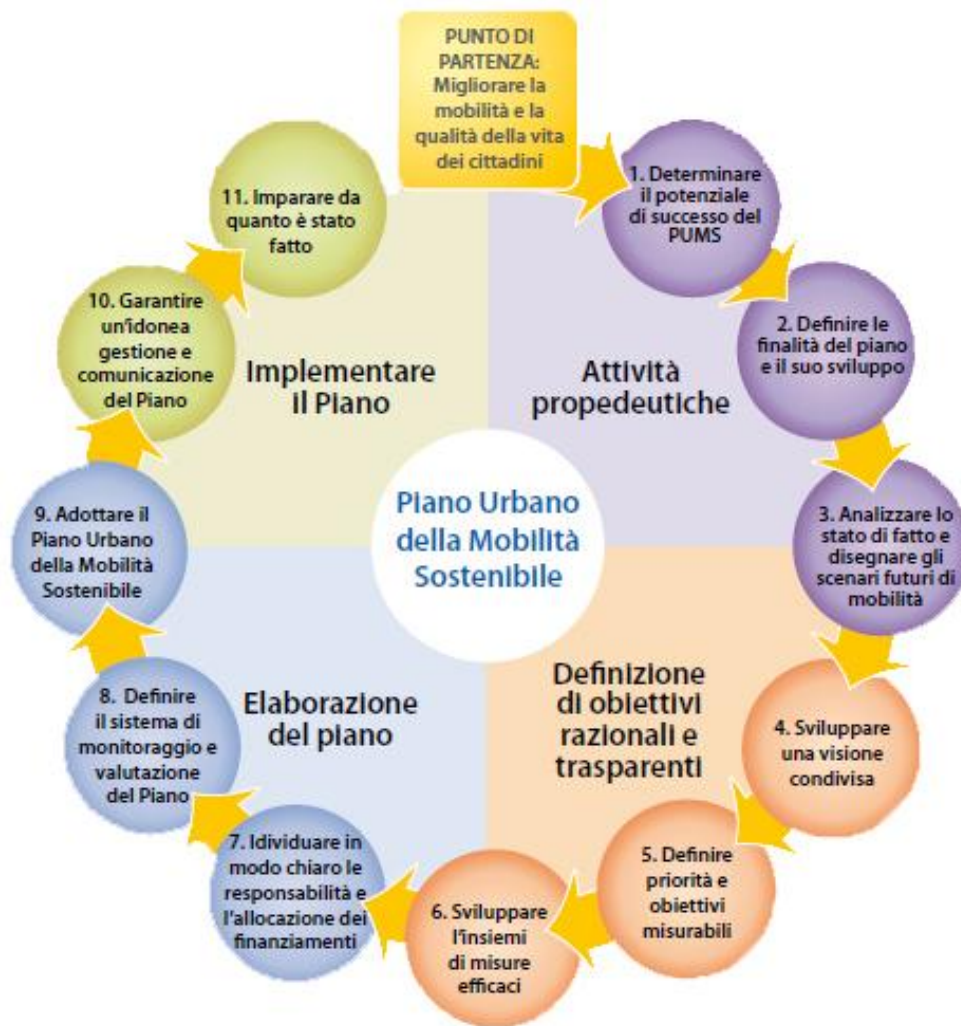 PUNTO DI
PARTENZA:
Migliorare la
mobilità e la
qualità della vita
dei cittadini
1. Determinare
il potenziale
di successo del
PUMS
2. Definire le
finalità del piano
e il suo sviluppo
3. Analizzare lo
stato di fatto e
disegnare gli
scenari futuri di
mobilità
4. Sviluppare
una visione
condivisa
5. Definire
priorità e
obiettivi
misurabili
6. Sviluppare
l'insiemi
di misure
efficaci
7. Idividuare in
modo chiaro le
responsabilità e
l'allocazione dei
finanziamenti
8. Definire
il sistema di
monitoraggio e
valutazione
del Piano
9. Adottare il
Piano Urbano
della Mobilità
Sostenibile
10. Garantire
un'idonea
gestione e
comunicazione
del Piano
11. Imparare da
quanto è stato
fatto
Implementare
il Piano
Attività
propedeutiche
Piano Urbano
della Mobilità
Sostenibile
Elaborazione
del piano
Definizione
di obiettivi
razionali e
trasparenti